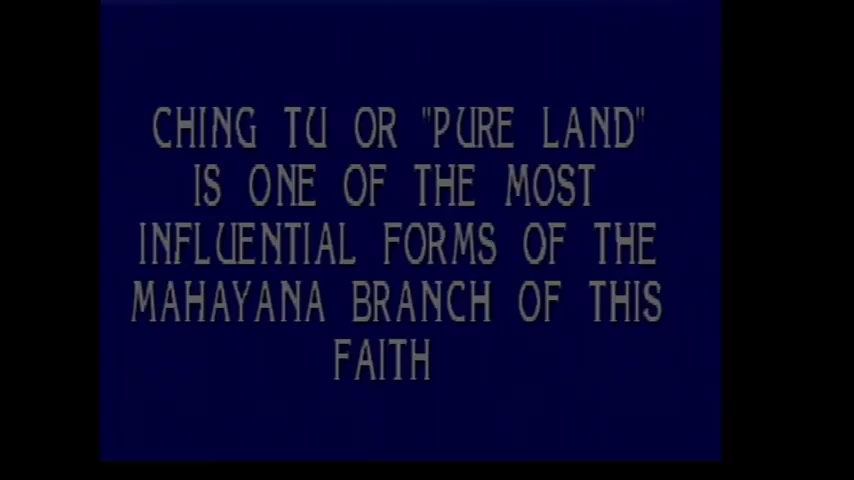 CHING TU OR "PURE LAND"
IS ONE OF THE MOST
INFLUENTIAL FORMS OF THE
MAHAYANA BRANCH OF THIS
FAITH